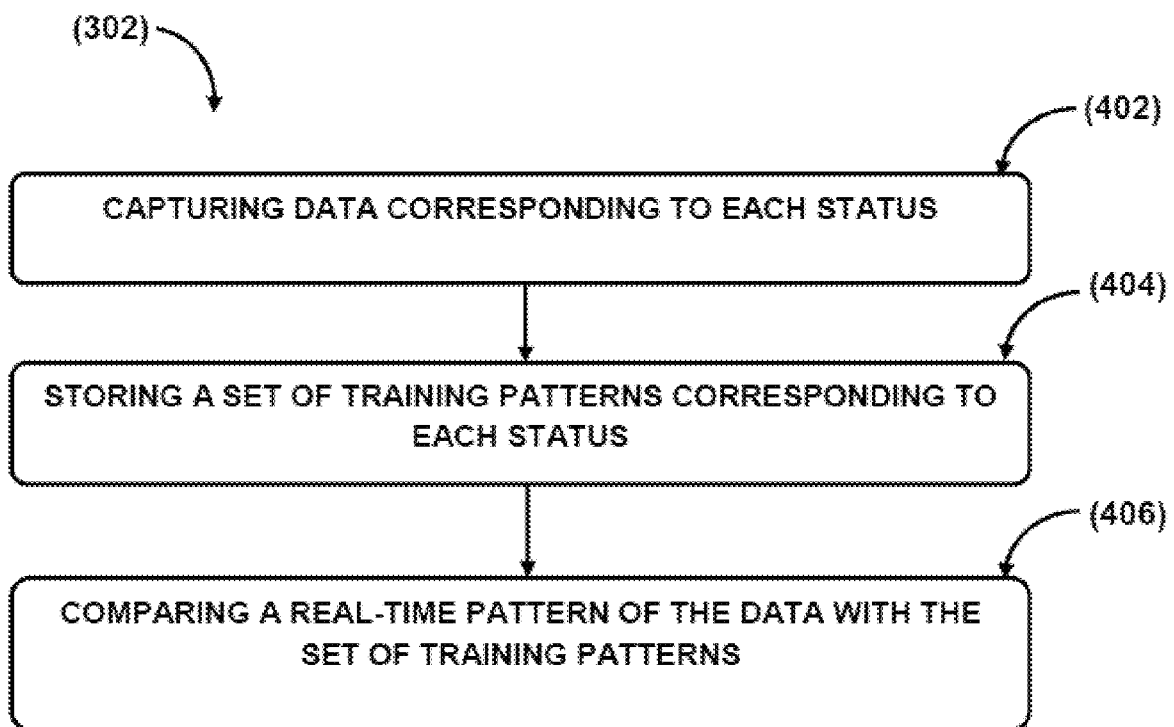 (302)
(402)
CAPTURING DATA CORRESPONDING TO EACH STATUS
(404)
STORING A SET OF TRAINING PATTERNS CORRESPONDING TO
EACH STATUS
(406)
COMPARING A REAL-TIME PATTERN OF THE DATA WITH THE
SET OF TRAINING PATTERNS